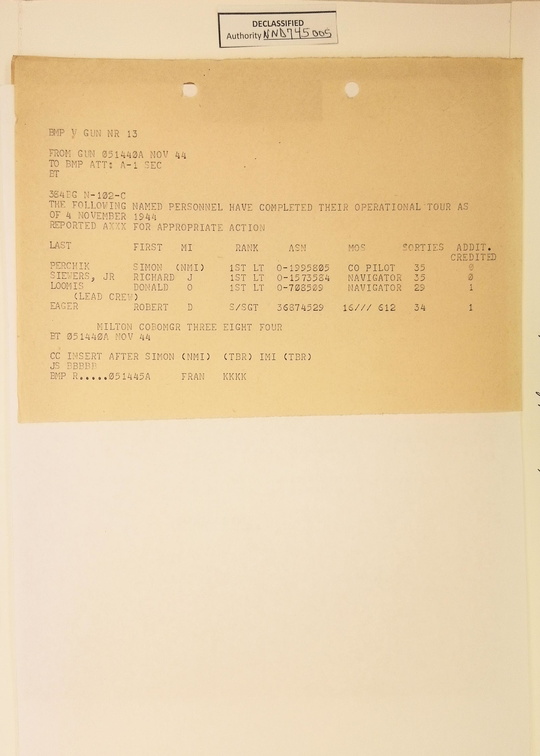 DECLASSIFIED
Authority NND745005
BMP V GUN NR 13
FROM GUN 051440A NOV 44
TO BMP ATT: A-1 SEC
BT
384BG N-102-C
THE FOLLOWING NAMED PERSONNEL HAVE COMPLETED THEIR OPERATIONAL TOUR AS
OF 4 NOVEMBER 1944
REPORTED AXXX FOR APPROPRIATE ACTION
LAST FIRST MI RANK ASN MOS SORTIES ADDIT.
CREDITED
PERCHIK SIMON (NMI) 1ST LT O-1995805 CO PILOT 35 0
SIEWERS, JR RICHARD J 1ST LT O-1573584 NAVIGATOR 35 0
LOOMIS DONALD O 1ST LT O-708509 NAVIGATOR 29 1
(LEAD CREW)
EAGER ROBERT D S/SGT 36874529 16/// 612 34 1
MILTON COBOMGR THREE EIGHT FOUR
BT 051440A NOV 44
CC INSERT AFTER SIMON (NMI) (TBR) IMI (TBR)
JS BBBBB
BMP R.....051445A FRAN KKKK